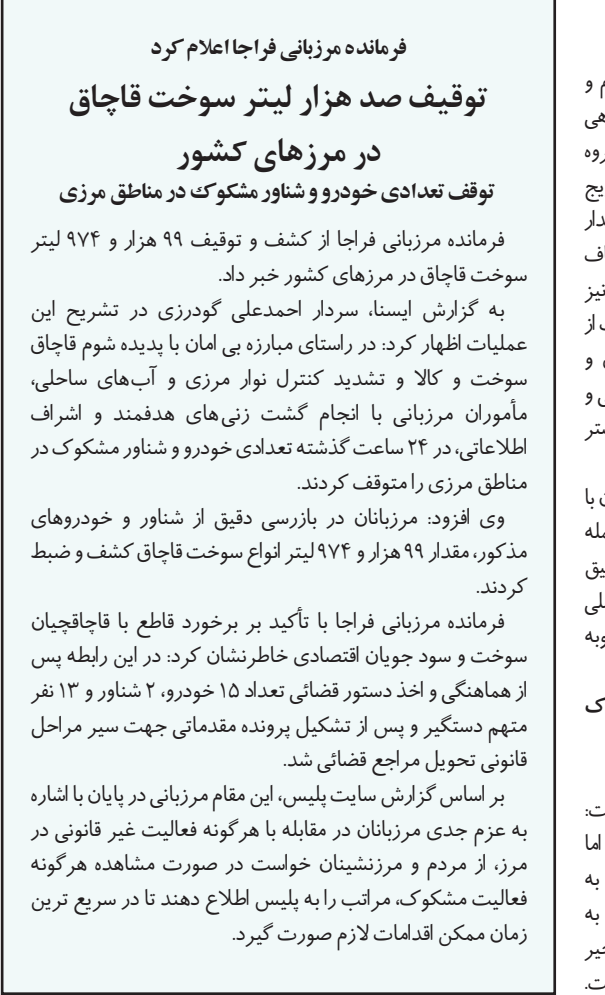 فرمانده مرزبانی فراجا اعلام کرد
توقیف صد هزار لیتر سوخت قاچاق
در مرزهای کشور
توقف تعدادی خودرو و شناور مشکوک در مناطق مرزی
فرمانده مرزبانی فراجا از کشف و توقیف ۹۹ هزار و ۹۷۴ لیتر
سوخت قاچاق در مرزهای کشور خبر داد.
به گزارش ایسنا، سردار احمدعلی گودرزی در تشریح این
عملیات اظهار کرد: در راستای مبارزه بی امان با پدیده شوم قاچاق
سوخت و کالا و تشدید کنترل نوار مرزی و آب‌های ساحلی،
مأموران مرزبانی با انجام گشت زنی‌های هدفمند و اشراف
اطلاعاتی، در ۲۴ ساعت گذشته تعدادی خودرو و شناور مشکوک در
مناطق مرزی را متوقف کردند.
وی افزود: مرزبانان در بازرسی دقیق از شناور و خودروهای
مذکور، مقدار ۹۹ هزار و ۹۷۴ لیتر انواع سوخت قاچاق کشف و ضبط
کردند.
فرمانده مرزبانی فراجا با تأکید بر برخورد قاطع با قاچاقچیان
سوخت و سود جویان اقتصادی خاطرنشان کرد: در این رابطه پس
از هماهنگی و اخذ دستور قضائی تعداد ۱۵ خودرو، ۲ شناور و ۱۳ نفر
متهم دستگیر و پس از تشکیل پرونده مقدماتی جهت سیر مراحل
قانونی تحویل مراجع قضائی شد.
بر اساس گزارش سایت پلیس، این مقام مرزبانی در پایان با اشاره
به عزم جدی مرزبانان در مقابله با هرگونه فعالیت غیر قانونی در
مرز، از مردم و مرزنشینان خواست در صورت مشاهده هرگونه
فعالیت مشکوک، مراتب را به پلیس اطلاع دهند تا در سریع ترین
زمان ممکن اقدامات لازم صورت گیرد.